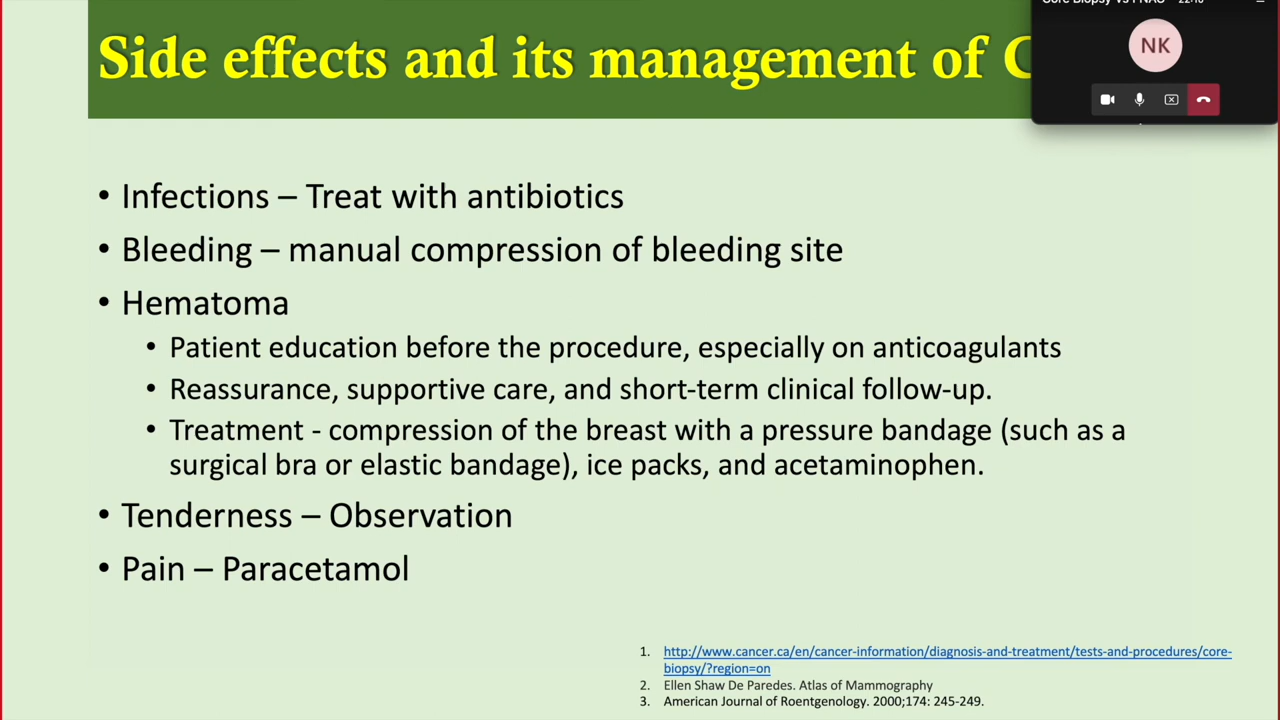 Side effects and its management of C
NK
• Infections – Treat with antibiotics
• Bleeding – manual compression of bleeding site
• Hematoma
• Patient education before the procedure, especially on anticoagulants
• Reassurance, supportive care, and short-term clinical follow-up.
• Treatment - compression of the breast with a pressure bandage (such as a
surgical bra or elastic bandage), ice packs, and acetaminophen.
• Tenderness – Observation
• Pain – Paracetamol
1. http://www.cancer.ca/en/cancer-information/diagnosis-and-treatment/tests-and-procedures/core-
biopsy/?region=on
2. Ellen Shaw De Paredes. Atlas of Mammography
3. American Journal of Roentgenology. 2000;174: 245-249.